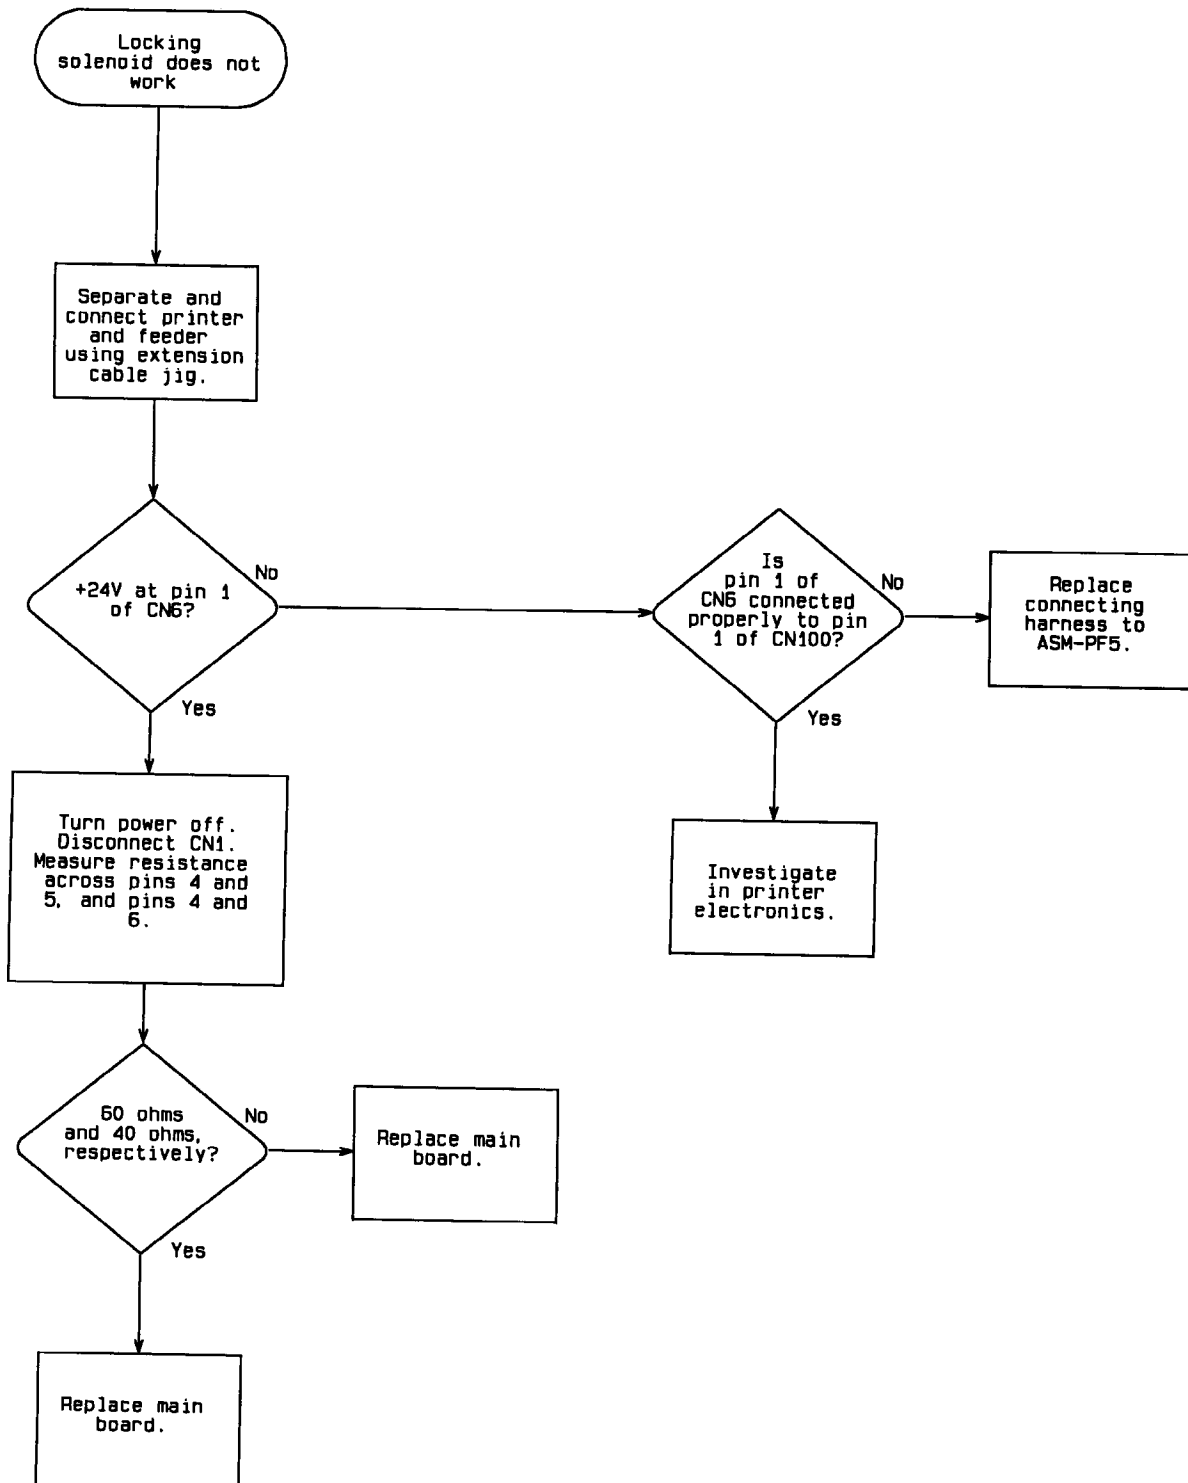 Locking
solenoid does not
work
Separate and
connect printer
and feeder
using extension
cable jig.
+24V at pin 1
of CN6?
No
Yes
Is
pin 1 of
CN6 connected
properly to pin
1 of CN100?
No
Yes
Replace
connecting
harness to
ASM-PF5.
Turn power off.
Disconnect CN1.
Measure resistance
across pins 4 and
5, and pins 4 and
6.
Investigate
in printer
electronics.
60 ohms
and 40 ohms,
respectively?
No
Yes
Replace main
board.
Replace main
board.